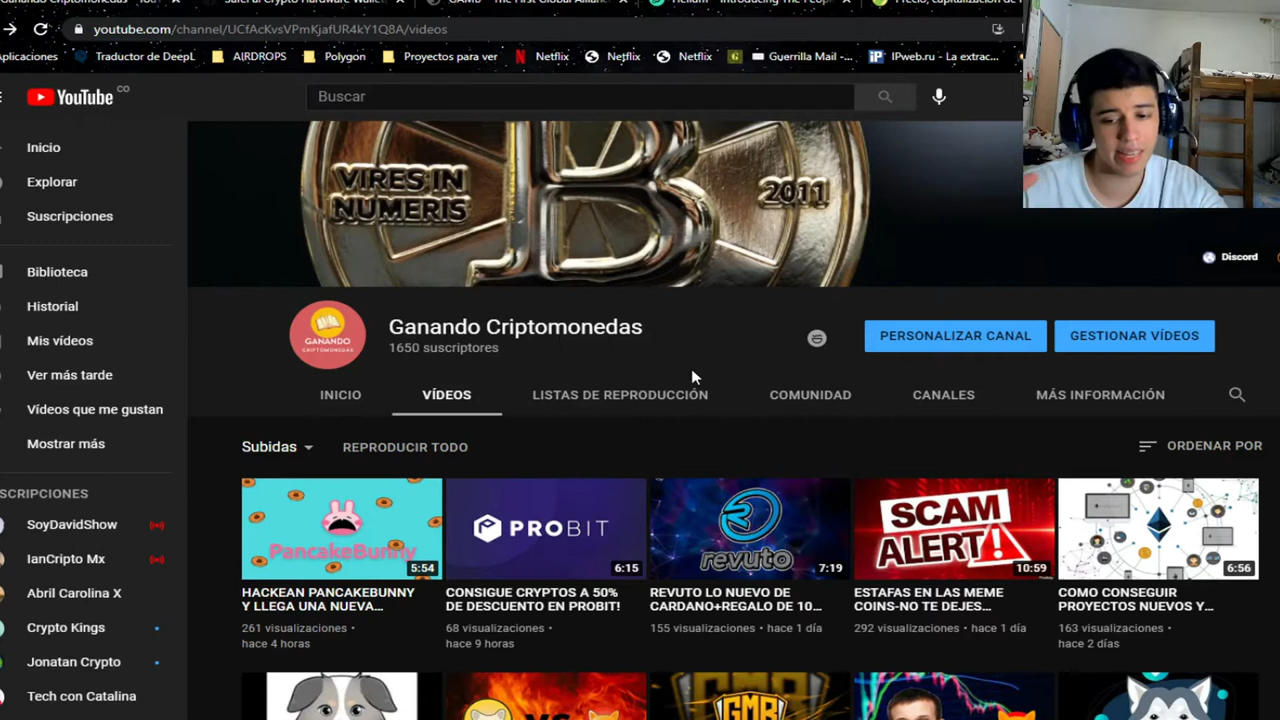 youtube.com/channel/UCfAcKvsVPmKjafUR4kY1Q8A/videos
Aplicaciones Traductor de DeepL AIRDROPS Polygon Proyectos para ver Netflix Netflix Netflix Guerrilla Mail -... IPweb.ru - La extrac...
YouTube CO
Buscar
Inicio
Explorar
Suscripciones
Biblioteca
Historial
Mis vídeos
Ver más tarde
Vídeos que me gustan
Mostrar más
SCRIPCIONES
SoyDavidShow
IanCripto Mx
Abril Carolina X
Crypto Kings
Jonatan Crypto
Tech con Catalina
VIRES IN
NUMERIS
2011
Discord
GANANDO
CRIPTOMONEDAS
Ganando Criptomonedas
1650 suscriptores
PERSONALIZAR CANAL GESTIONAR VÍDEOS
INICIO VÍDEOS LISTAS DE REPRODUCCIÓN COMUNIDAD CANALES MÁS INFORMACIÓN
Subidas REPRODUCIR TODO ORDENAR POR
PancakeBunny
5:54
HACKEAN PANCAKEBUNNY
Y LLEGA UNA NUEVA...
261 visualizaciones •
hace 4 horas
PROBIT
6:15
CONSIGUE CRYPTOS A 50%
DE DESCUENTO EN PROBIT!
68 visualizaciones •
hace 9 horas
revuto
7:19
REVUTO LO NUEVO DE
CARDANO+REGALO DE 10...
155 visualizaciones • hace 1 día
SCAM
ALERT!
10:59
ESTAFAS EN LAS MEME
COINS-NO TE DEJES...
292 visualizaciones • hace 1 día
6:56
COMO CONSEGUIR
PROYECTOS NUEVOS Y...
163 visualizaciones •
hace 2 días
VS
GMB